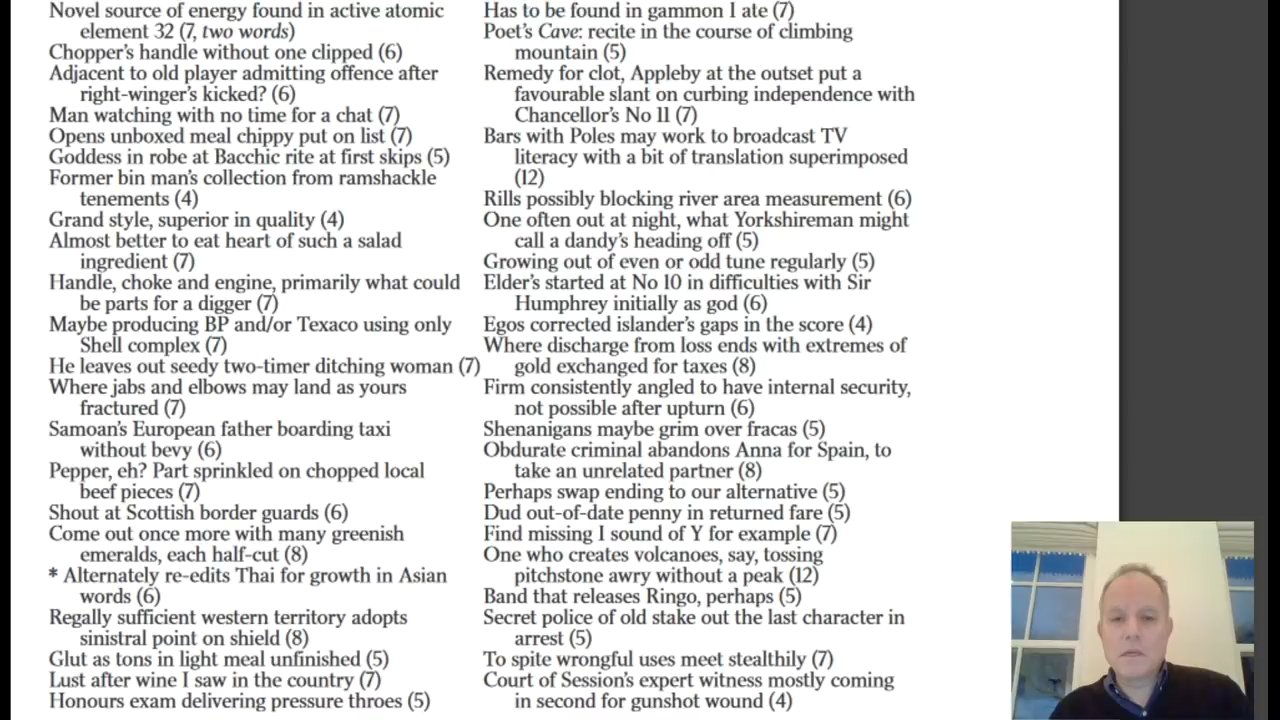 Novel source of energy found in active atomic
element 32 (7, two words)
Chopper's handle without one clipped (6)
Adjacent to old player admitting offence after
right-winger's kicked? (6)
Man watching with no time for a chat (7)
Opens unboxed meal chippy put on list (7)
Goddess in robe at Bacchic rite at first skips (5)
Former bin man's collection from ramshackle
tenements (4)
Grand style, superior in quality (4)
Almost better to eat heart of such a salad
ingredient (7)
Handle, choke and engine, primarily what could
be parts for a digger (7)
Maybe producing BP and/or Texaco using only
Shell complex (7)
He leaves out seedy two-timer ditching woman (7)
Where jabs and elbows may land as yours
fractured (7)
Samoan's European father boarding taxi
without bevy (6)
Pepper, eh? Part sprinkled on chopped local
beef pieces (7)
Shout at Scottish border guards (6)
Come out once more with many greenish
emeralds, each half-cut (8)
* Alternately re-edits Thai for growth in Asian
words (6)
Regally sufficient western territory adopts
sinistral point on shield (8)
Glut as tons in light meal unfinished (5)
Lust after wine I saw in the country (7)
Honours exam delivering pressure throes (5)
Has to be found in gammon I ate (7)
Poet's Cave: recite in the course of climbing
mountain (5)
Remedy for clot, Appleby at the outset put a
favourable slant on curbing independence with
Chancellor's No 11 (7)
Bars with Poles may work to broadcast TV
literacy with a bit of translation superimposed
(12)
Rills possibly blocking river area measurement (6)
One often out at night, what Yorkshireman might
call a dandy's heading off (5)
Growing out of even or odd tune regularly (5)
Elder's started at No 10 in difficulties with Sir
Humphrey initially as god (6)
Egos corrected islander's gaps in the score (4)
Where discharge from loss ends with extremes of
gold exchanged for taxes (8)
Firm consistently angled to have internal security,
not possible after upturn (6)
Shenanigans maybe grim over fracas (5)
Obdurate criminal abandons Anna for Spain, to
take an unrelated partner (8)
Perhaps swap ending to our alternative (5)
Dud out-of-date penny in returned fare (5)
Find missing I sound of Y for example (7)
One who creates volcanoes, say, tossing
pitchstone awry without a peak (12)
Band that releases Ringo, perhaps (5)
Secret police of old stake out the last character in
arrest (5)
To spite wrongful uses meet stealthily (7)
Court of Session's expert witness mostly coming
in second for gunshot wound (4)